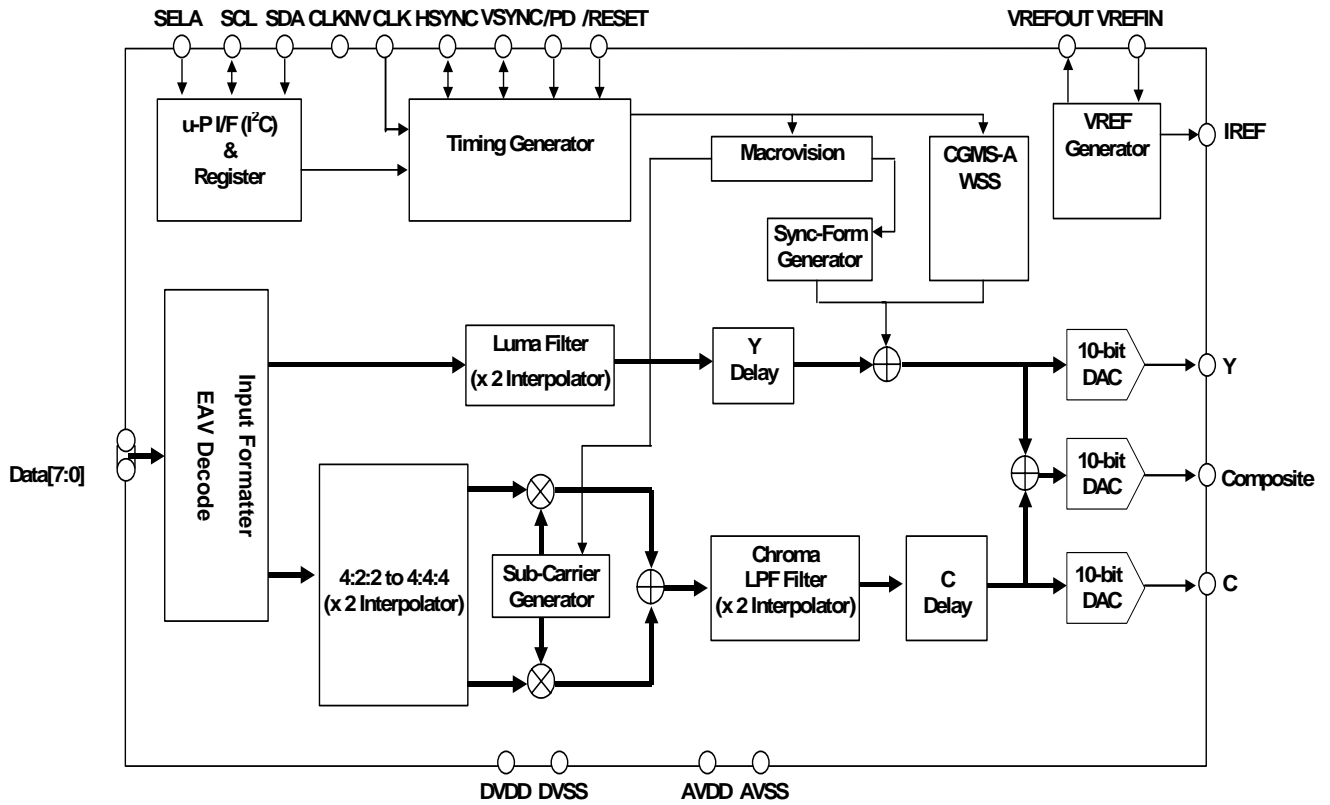 SELA SCL SDA CLKNV CLK HSYNC VSYNC /PD /RESET VREFOUT VREFIN
u-P I/F (I²C)
&
Register
Timing Generator
Macrovision
CGMS-A
WSS
VREF
Generator
IREF
Sync-Form
Generator
Input Formatter
EAV Decode
Luma Filter
(x 2 Interpolator)
Y
Delay
10-bit
DAC
Y
Data[7:0]
10-bit
DAC
Composite
4:2:2 to 4:4:4
(x 2 Interpolator)
Sub-Carrier
Generator
Chroma
LPF Filter
(x 2 Interpolator)
C
Delay
10-bit
DAC
C
DVDD DVSS AVDD AVSS